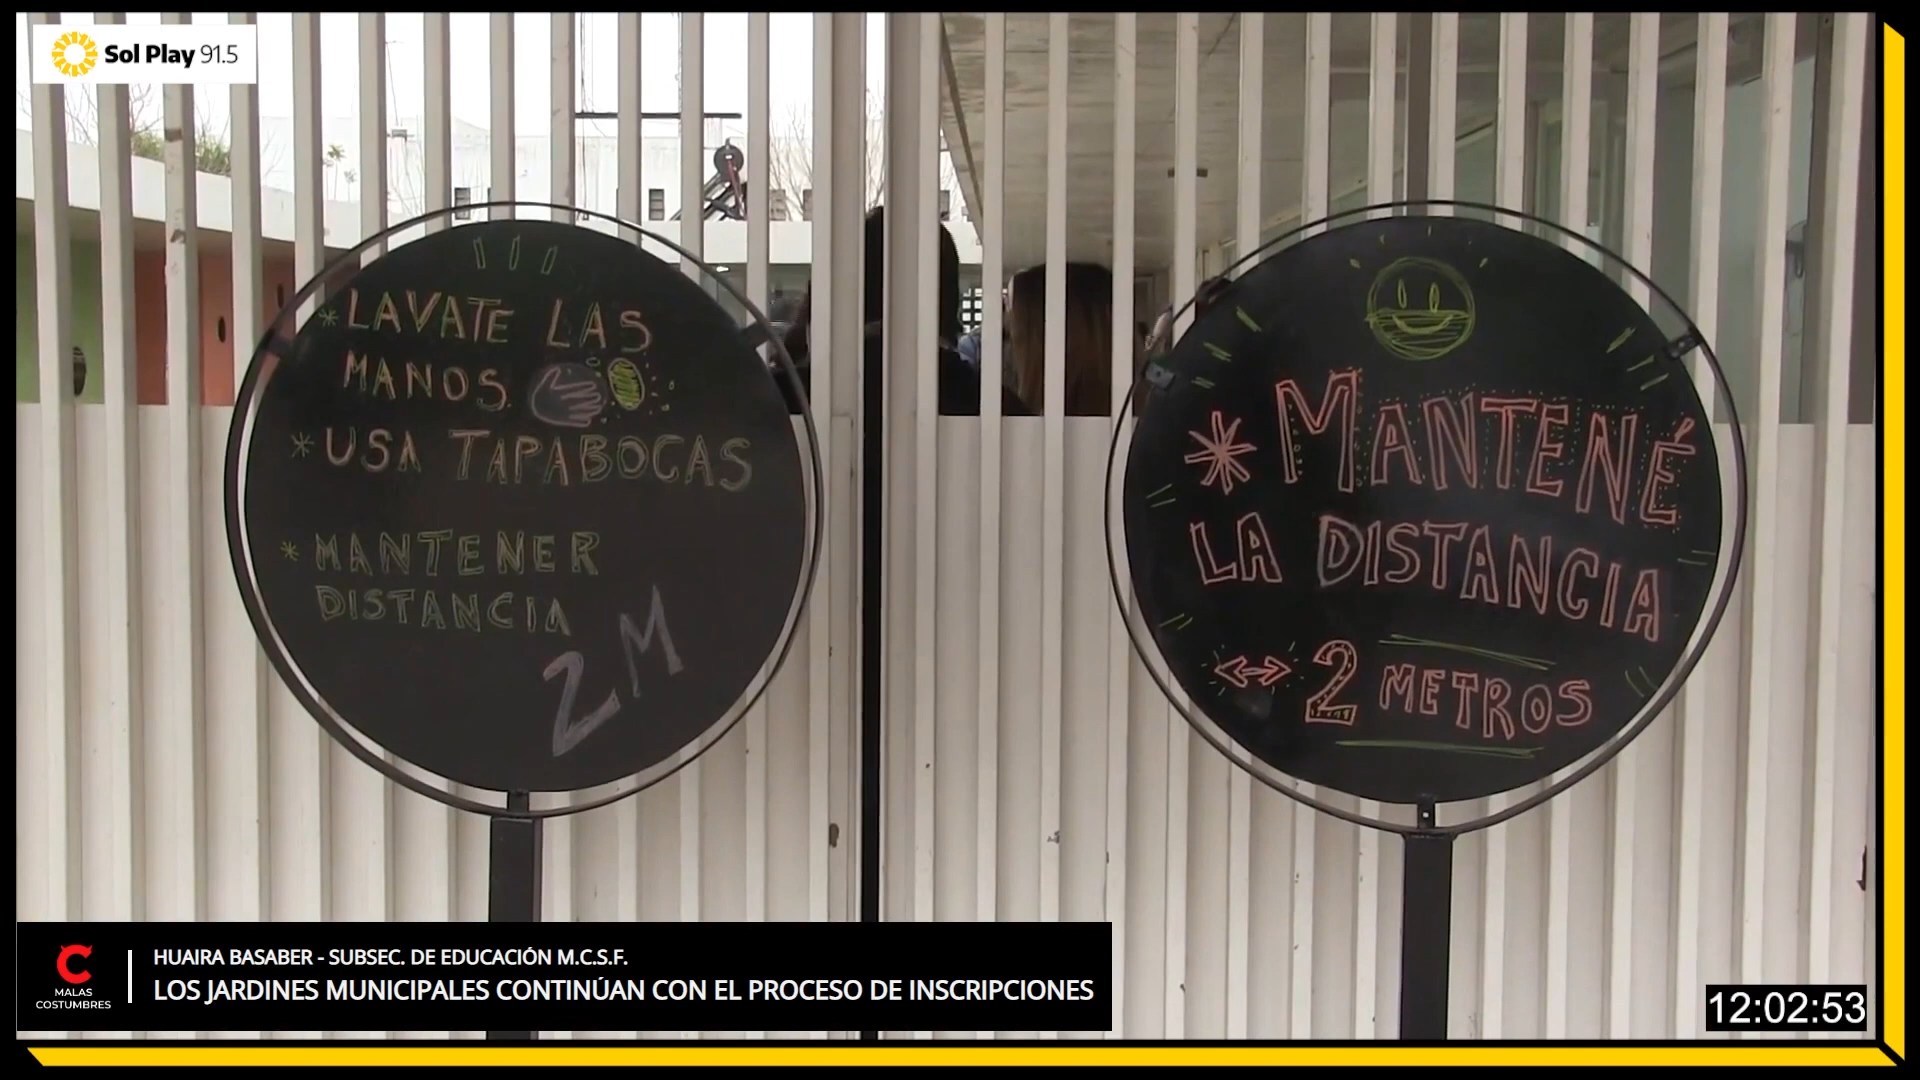 Sol Play 91.5
*LAVATE LAS
MANOS
*USA TAPABOCAS
*MANTENER
DISTANCIA
2M
*MANTENÉ
LA DISTANCIA
↔ 2 METROS
HUAIRA BASABER - SUBSEC. DE EDUCACIÓN M.C.S.F.
LOS JARDINES MUNICIPALES CONTINÚAN CON EL PROCESO DE INSCRIPCIONES
C
MALAS
COSTUMBRES
12:02:53